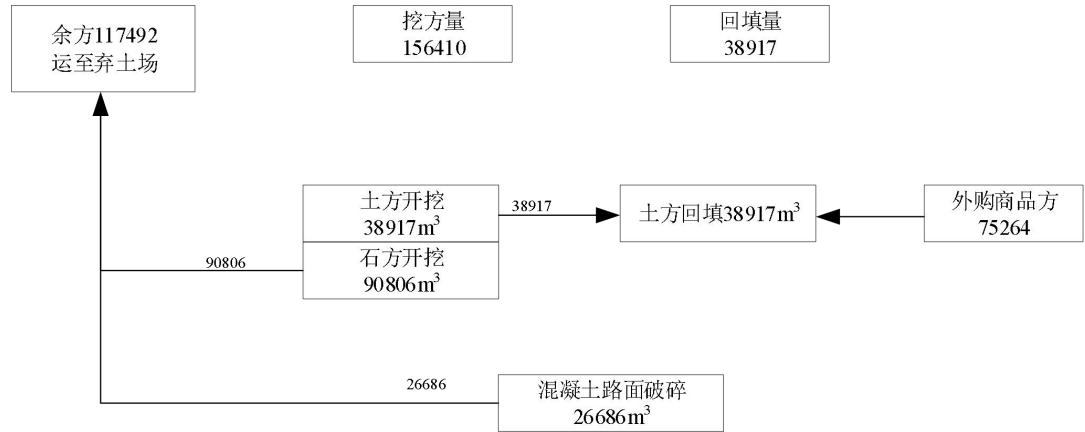 余方117492
运至弃土场
挖方量
156410
回填量
38917
土方开挖
38917m³
38917
土方回填38917m³
外购商品方
75264
石方开挖
90806m³
90806
26686
混凝土路面破碎
26686m³